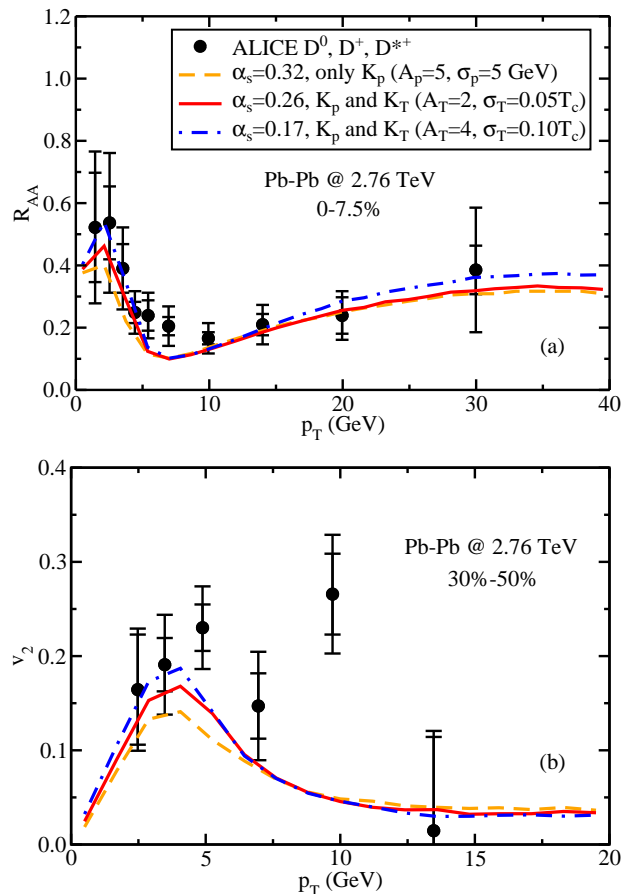 1.2
1.0
0.8
0.6
0.4
0.2
0.0
R_AA
ALICE D⁰, D⁺, D*⁺
α_s=0.32, only K_p (A_p=5, σ_p=5 GeV)
α_s=0.26, K_p and K_T (A_T=2, σ_T=0.05T_c)
α_s=0.17, K_p and K_T (A_T=4, σ_T=0.10T_c)
Pb-Pb @ 2.76 TeV
0-7.5%
(a)
0 10 20 30 40
p_T (GeV)
0.4
0.3
0.2
0.1
0.0
v_2
Pb-Pb @ 2.76 TeV
30%-50%
(b)
0 5 10 15 20
p_T (GeV)